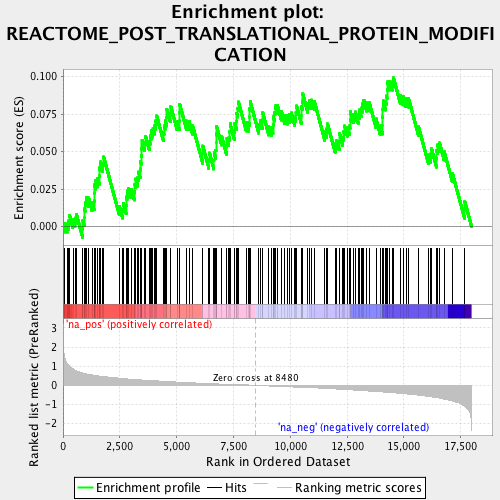 Enrichment plot:
REACTOME_POST_TRANSLATIONAL_PROTEIN_MODIFI
CATION
Enrichment score (ES)
0.100
0.075
0.050
0.025
0.000
'na_pos' (positively correlated)
Ranked list metric (PreRanked)
3
2
1
0
-1
-2
Zero cross at 8480
'na_neg' (negatively correlated)
0
2,500
5,000
7,500
10,000
12,500
15,000
17,500
Rank in Ordered Dataset
Enrichment profile
Hits
Ranking metric scores